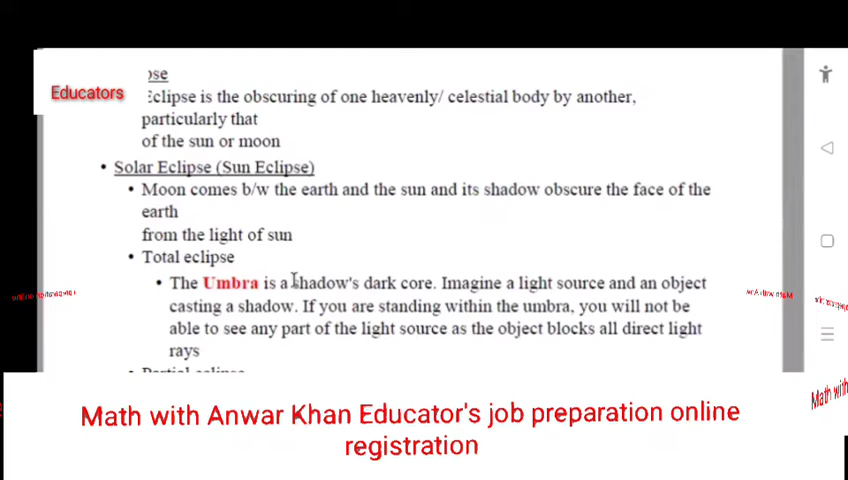 Educators
Eclipse is the obscuring of one heavenly/ celestial body by another,
particularly that
of the sun or moon
• Solar Eclipse (Sun Eclipse)
• Moon comes b/w the earth and the sun and its shadow obscure the face of the
earth
from the light of sun
• Total eclipse
• The Umbra is a shadow's dark core. Imagine a light source and an object
casting a shadow. If you are standing within the umbra, you will not be
able to see any part of the light source as the object blocks all direct light
rays
Math with Anwar Khan Educator's job preparation online
registration
Math with